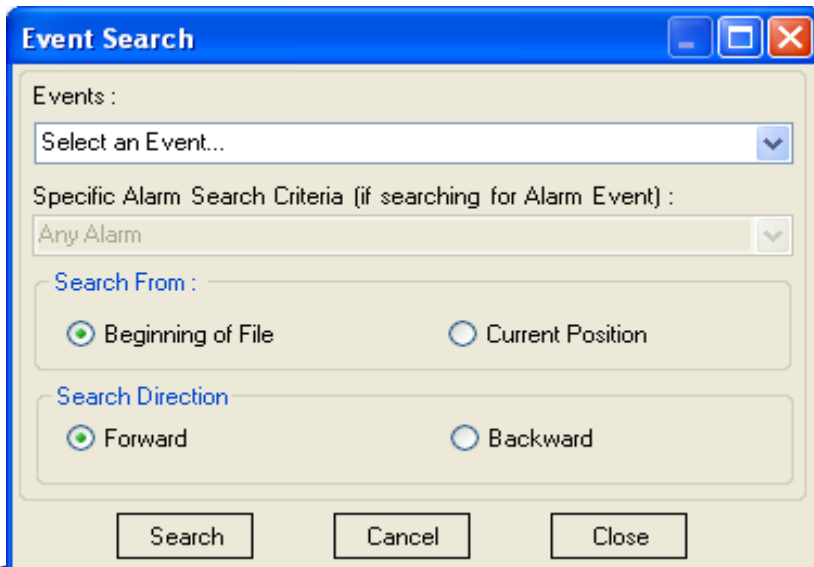 Event Search
Events :
Select an Event...
Specific Alarm Search Criteria (if searching for Alarm Event) :
Any Alarm
Search From :
Beginning of File
Current Position
Search Direction
Forward
Backward
Search
Cancel
Close